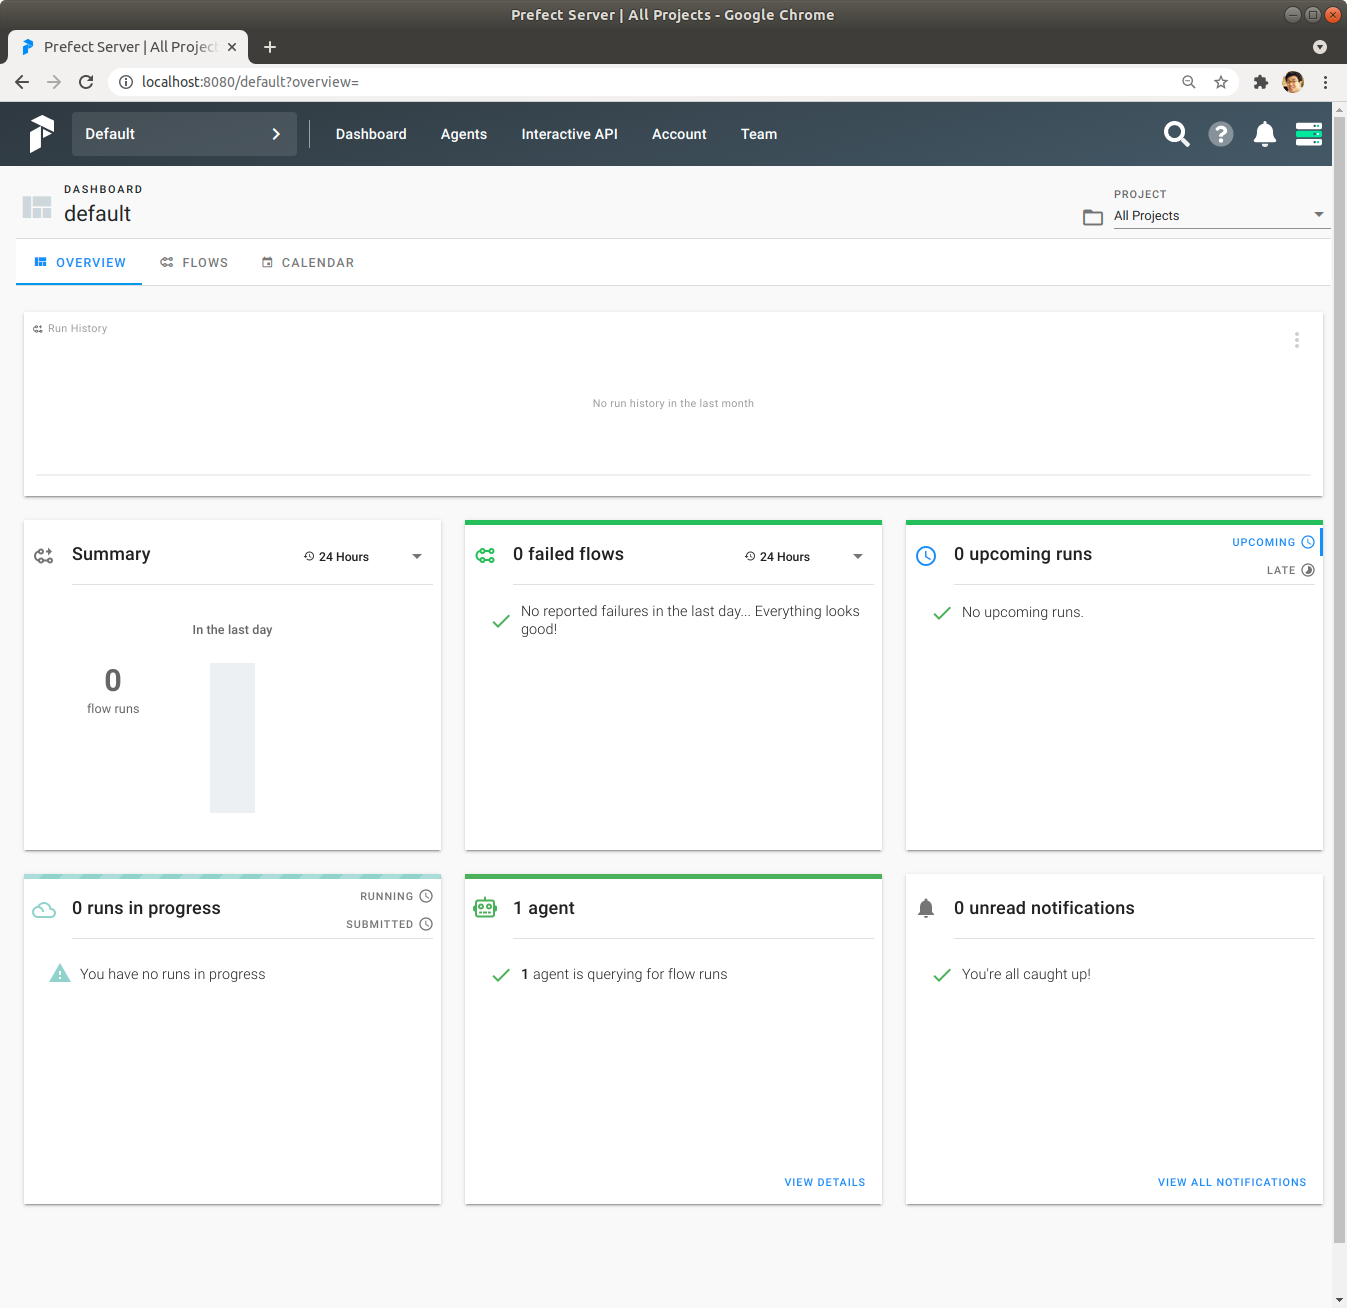 Prefect Server | All Projects - Google Chrome
Prefect Server | All Project
localhost:8080/default?overview=
Default
Dashboard
Agents
Interactive API
Account
Team
DASHBOARD
default
PROJECT
All Projects
OVERVIEW
FLOWS
CALENDAR
Run History
No run history in the last month
Summary
24 Hours
In the last day
0
flow runs
0 failed flows
24 Hours
No reported failures in the last day... Everything looks
good!
0 upcoming runs
UPCOMING
LATE
No upcoming runs.
0 runs in progress
RUNNING
SUBMITTED
You have no runs in progress
1 agent
1 agent is querying for flow runs
VIEW DETAILS
0 unread notifications
You're all caught up!
VIEW ALL NOTIFICATIONS